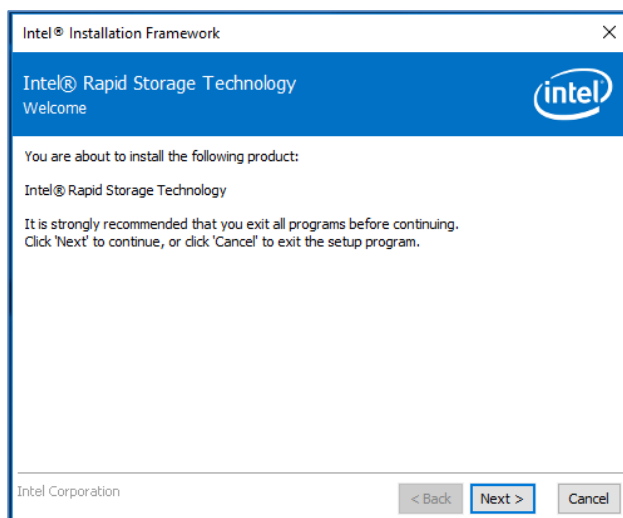 Intel® Installation Framework
Intel® Rapid Storage Technology
Welcome
intel
You are about to install the following product:
Intel® Rapid Storage Technology
It is strongly recommended that you exit all programs before continuing.
Click 'Next' to continue, or click 'Cancel' to exit the setup program.
Intel Corporation
< Back Next > Cancel